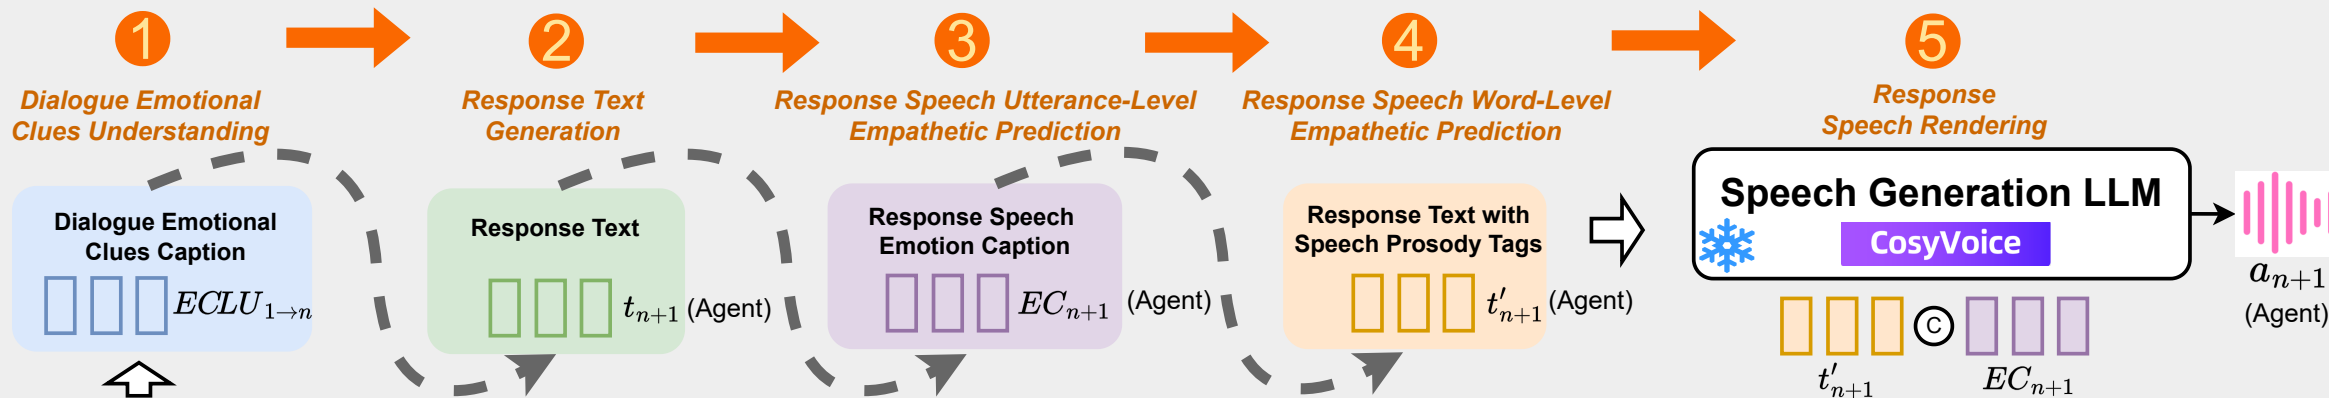 1
2
3
4
5
Dialogue Emotional
Clues Understanding
Response Text
Generation
Response Speech Utterance-Level
Empathetic Prediction
Response Speech Word-Level
Empathetic Prediction
Response
Speech Rendering
Dialogue Emotional
Clues Caption
ECLU₁→ₙ
Response Text
tₙ₊₁ (Agent)
Response Speech
Emotion Caption
ECₙ₊₁ (Agent)
Response Text with
Speech Prosody Tags
t′ₙ₊₁ (Agent)
Speech Generation LLM
CosyVoice
C
t′ₙ₊₁
ECₙ₊₁
aₙ₊₁
(Agent)